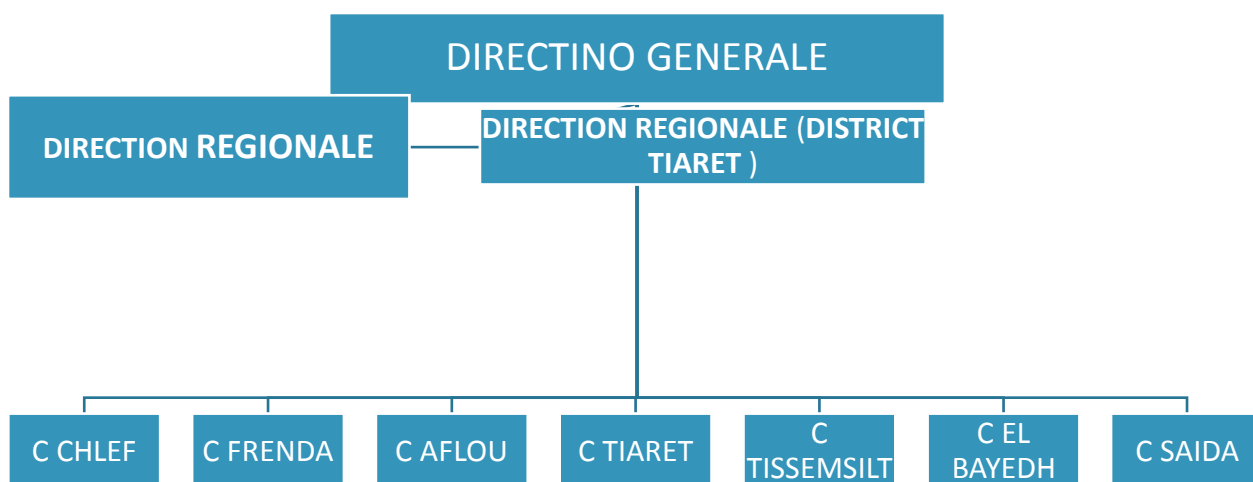 DIRECTINO GENERALE
DIRECTION REGIONALE
DIRECTION REGIONALE (DISTRICT
TIARET )
C CHLEF
C FRENDA
C AFLOU
C TIARET
C
TISSEMSILT
C EL
BAYEDH
C SAIDA